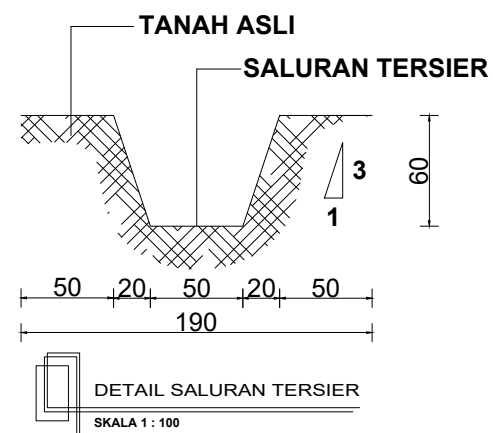 TANAH ASLI
SALURAN TERSIER
3
1
60
50 20 50 20 50
190
DETAIL SALURAN TERSIER
SKALA 1 : 100